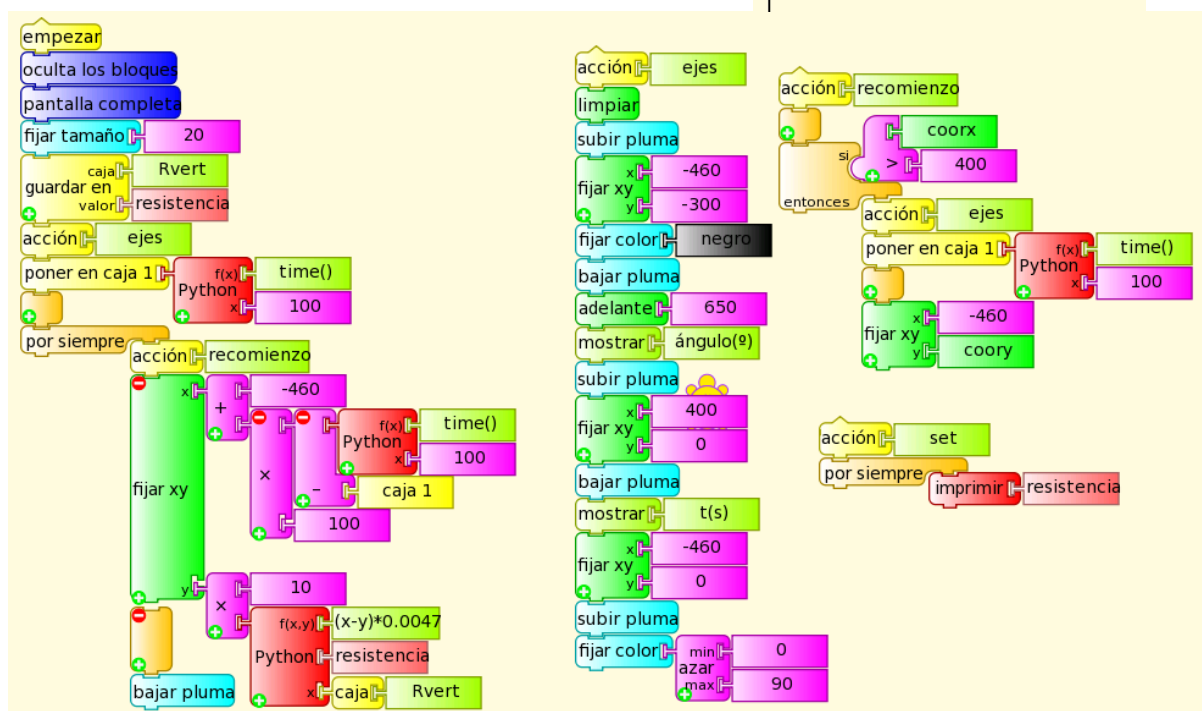 empezar
oculta los bloques
pantalla completa
fijar tamaño 20
caja Rvert
guardar en
valor resistencia
acción ejes
poner en caja 1 f(x) time()
Python
x 100
por siempre
acción recomienzo
x -460
+
f(x) time()
Python
x 100
×
- caja 1
fijar xy
100
y 10
×
f(x,y) (x-y)*0.0047
Python resistencia
bajar pluma x caja Rvert
acción ejes
limpiar
subir pluma
x -460
fijar xy
y -300
fijar color negro
bajar pluma
adelante 650
mostrar ángulo(º)
subir pluma
x 400
fijar xy
y 0
bajar pluma
mostrar t(s)
x -460
fijar xy
y 0
subir pluma
fijar color min 0
azar
max 90
acción recomienzo
coorx
si
> 400
entonces
acción ejes
poner en caja 1 f(x) time()
Python
x 100
x -460
fijar xy
y coory
acción set
por siempre
imprimir resistencia